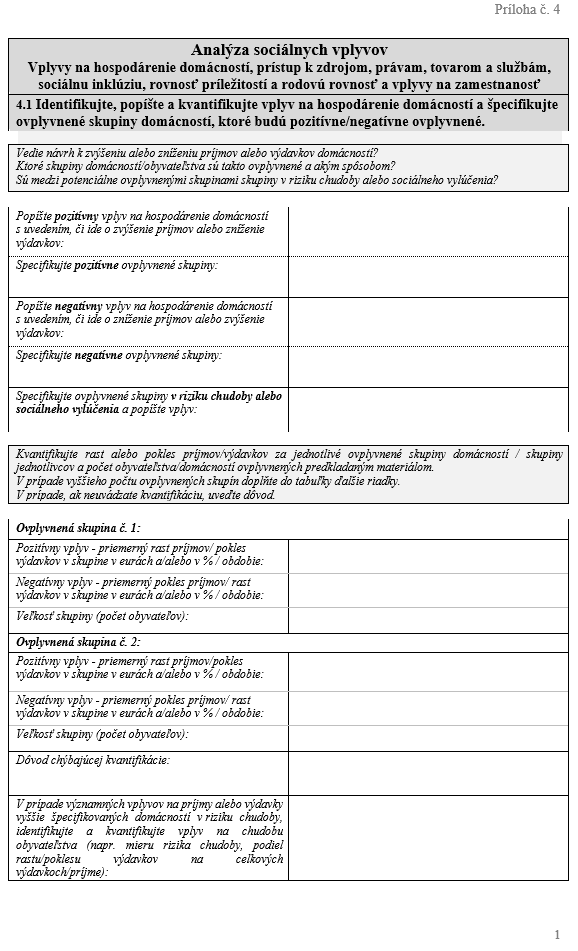 Príloha č. 4
Analýza sociálnych vplyvov
Vplyvy na hospodárenie domácností, prístup k zdrojom, právam, tovarom a službám,
sociálnu inklúziu, rovnosť príležitostí a rodovú rovnosť a vplyvy na zamestnanosť
4.1 Identifikujte, popíšte a kvantifikujte vplyv na hospodárenie domácností a špecifikujte
ovplyvnené skupiny domácností, ktoré budú pozitívne/negatívne ovplyvnené.
Vedie návrh k zvýšeniu alebo zníženiu príjmov alebo výdavkov domácností?
Ktoré skupiny domácností/obyvateľstva sú takto ovplyvnené a akým spôsobom?
Sú medzi potenciálne ovplyvnenými skupinami skupiny v riziku chudoby alebo sociálneho vylúčenia?
Popíšte pozitívny vplyv na hospodárenie domácností
s uvedením, či ide o zvýšenie príjmov alebo zníženie
výdavkov:
Špecifikujte pozitívne ovplyvnené skupiny:
Popíšte negatívny vplyv na hospodárenie domácností
s uvedením, či ide o zníženie príjmov alebo zvýšenie
výdavkov:
Špecifikujte negatívne ovplyvnené skupiny:
Špecifikujte ovplyvnené skupiny v riziku chudoby alebo
sociálneho vylúčenia a popíšte vplyv:
Kvantifikujte rast alebo pokles príjmov/výdavkov za jednotlivé ovplyvnené skupiny domácností / skupiny
jednotlivcov a počet obyvateľstva/domácností ovplyvnených predkladaným materiálom.
V prípade vyššieho počtu ovplyvnených skupín doplňte do tabuľky ďalšie riadky.
V prípade, ak neuvádzate kvantifikáciu, uveďte dôvod.
Ovplyvnená skupina č. 1:
Pozitívny vplyv - priemerný rast príjmov/ pokles
výdavkov v skupine v eurách a/alebo v % / obdobie:
Negatívny vplyv - priemerný pokles príjmov/ rast
výdavkov v skupine v eurách a/alebo v % / obdobie:
Veľkosť skupiny (počet obyvateľov):
Ovplyvnená skupina č. 2:
Pozitívny vplyv - priemerný rast príjmov/pokles
výdavkov v skupine v eurách a/alebo v % / obdobie:
Negatívny vplyv - priemerný pokles príjmov/ rast
výdavkov v skupine v eurách a/alebo v % / obdobie:
Veľkosť skupiny (počet obyvateľov):
Dôvod chýbajúcej kvantifikácie:
V prípade významných vplyvov na príjmy alebo výdavky
vyššie špecifikovaných domácností v riziku chudoby,
identifikujte a kvantifikujte vplyv na chudobu
obyvateľstva (napr. mieru rizika chudoby, podiel
rastu/poklesu výdavkov na celkových
výdavkoch/príjme):
1